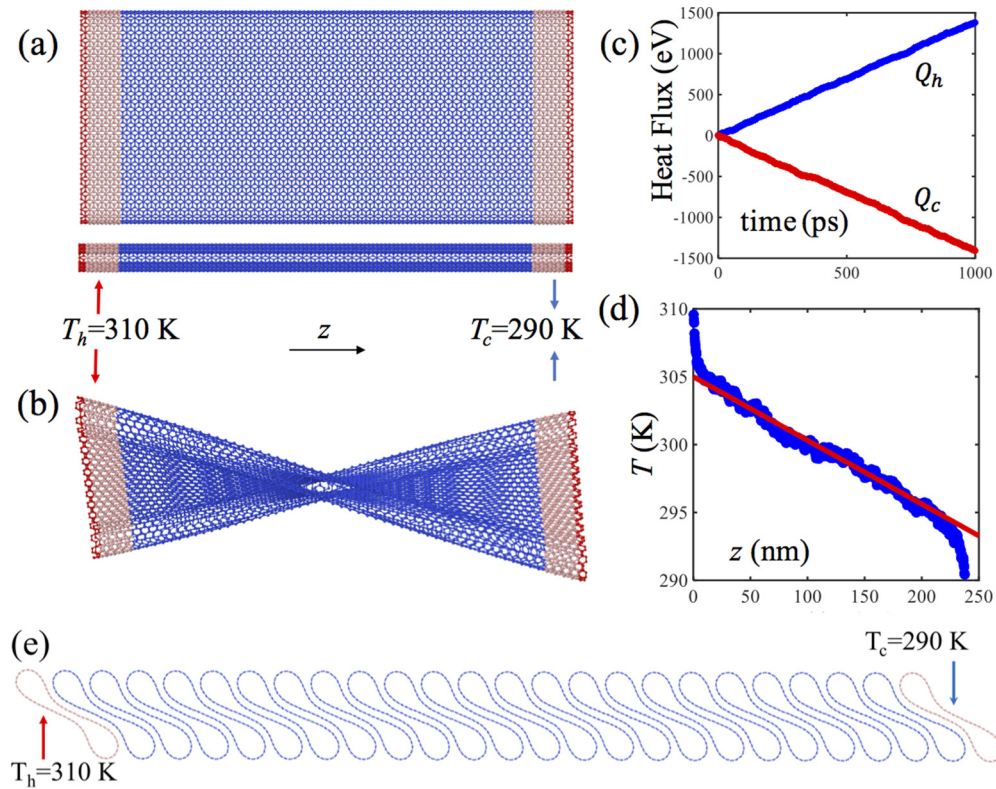 (a)
T_h=310 K
z
T_c=290 K
(b)
(c)
Heat Flux (eV)
1500
1000
500
0
-500
-1000
-1500
Q_h
Q_c
time (ps)
0
500
1000
(d)
T (K)
310
305
300
295
290
z (nm)
0
50
100
150
200
250
(e)
T_c=290 K
T_h=310 K